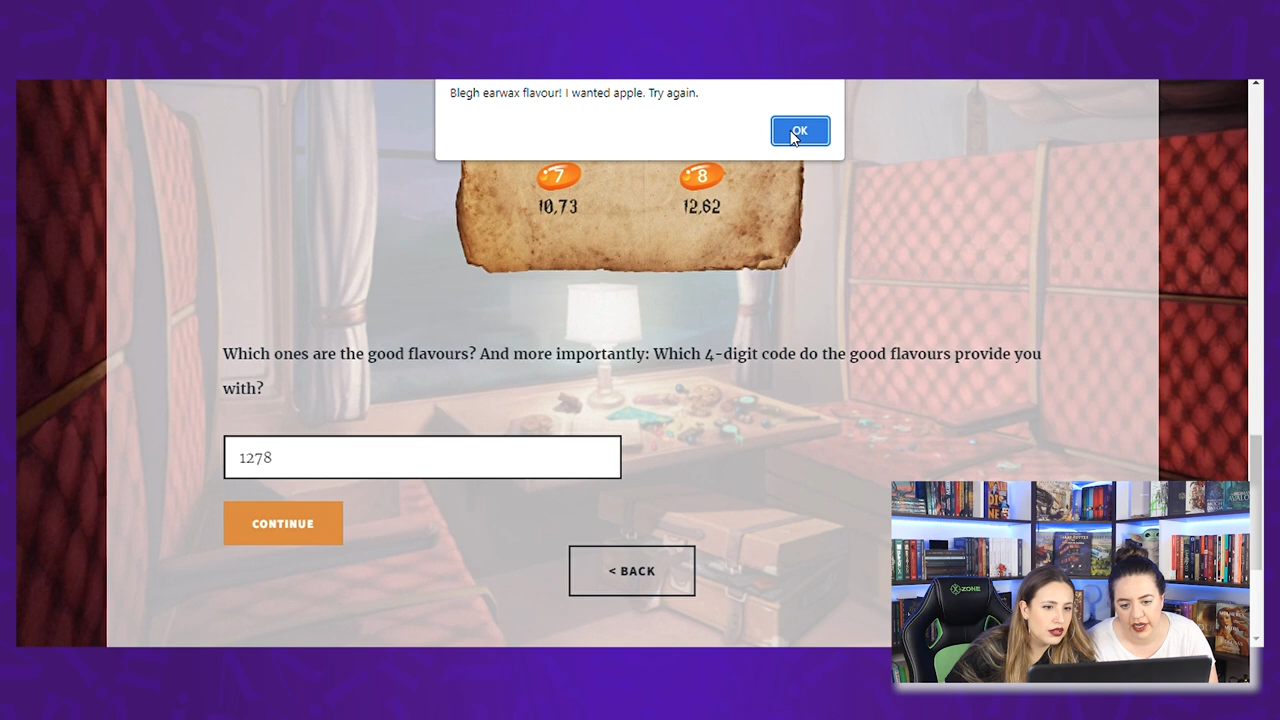 Blegh earwax flavour! I wanted apple. Try again.
OK
7 8
10,73 12,62
Which ones are the good flavours? And more importantly: Which 4-digit code do the good flavours provide you
with?
1278
CONTINUE
< BACK
X-ZONE